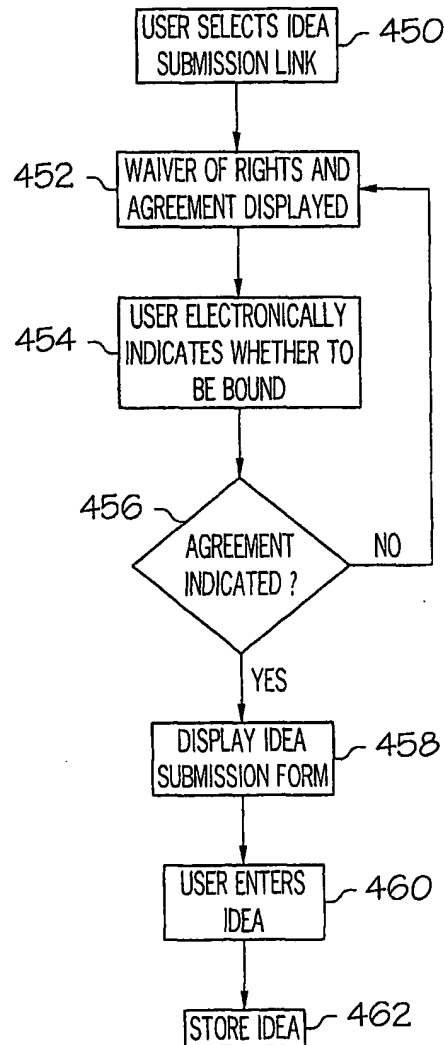 USER SELECTS IDEA
SUBMISSION LINK
450
452
WAIVER OF RIGHTS AND
AGREEMENT DISPLAYED
454
USER ELECTRONICALLY
INDICATES WHETHER TO
BE BOUND
456
AGREEMENT
INDICATED ?
NO
YES
DISPLAY IDEA
SUBMISSION FORM
458
USER ENTERS
IDEA
460
STORE IDEA
462